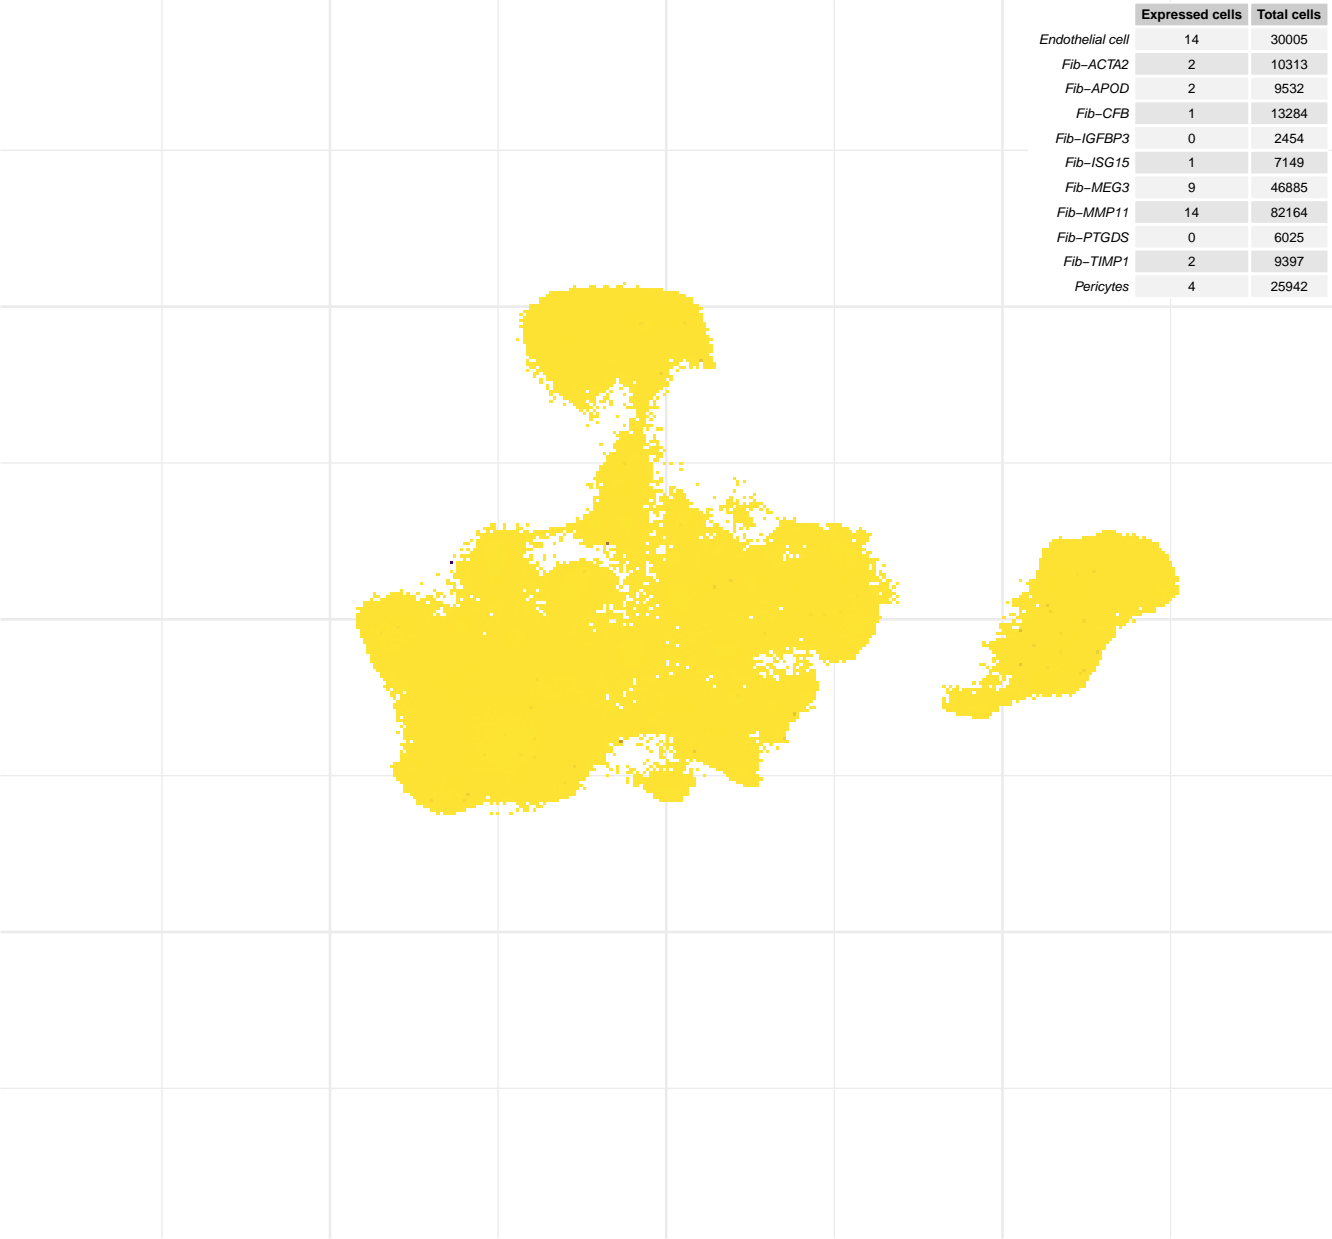 Expressed cells Total cells
Endothelial cell 14 30005
Fib−ACTA2 2 10313
Fib−APOD 2 9532
Fib−CFB 1 13284
Fib−IGFBP3 0 2454
Fib−ISG15 1 7149
Fib−MEG3 9 46885
Fib−MMP11 14 82164
Fib−PTGDS 0 6025
Fib−TIMP1 2 9397
Pericytes 4 25942